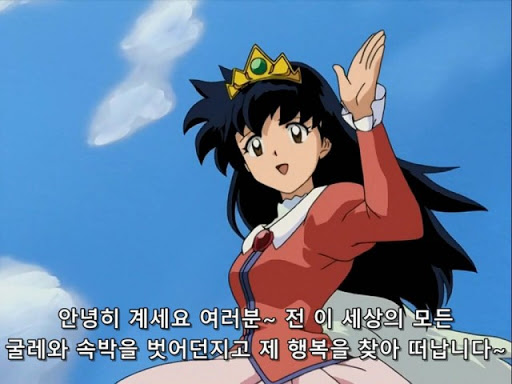 안녕히 계세요 여러분~ 전 이 세상의 모든
굴레와 속박을 벗어던지고 제 행복을 찾아 떠납니다~